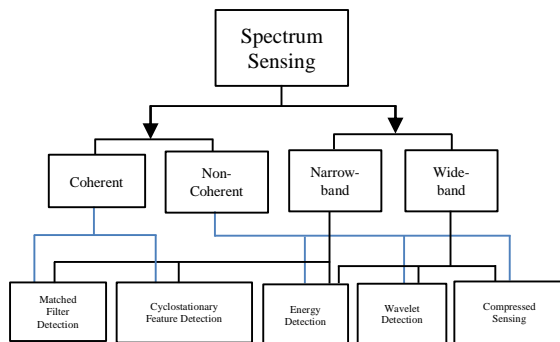 Spectrum
Sensing
Coherent
Non-
Coherent
Narrow-
band
Wide-
band
Matched
Filter
Detection
Cyclostationary
Feature Detection
Energy
Detection
Wavelet
Detection
Compressed
Sensing